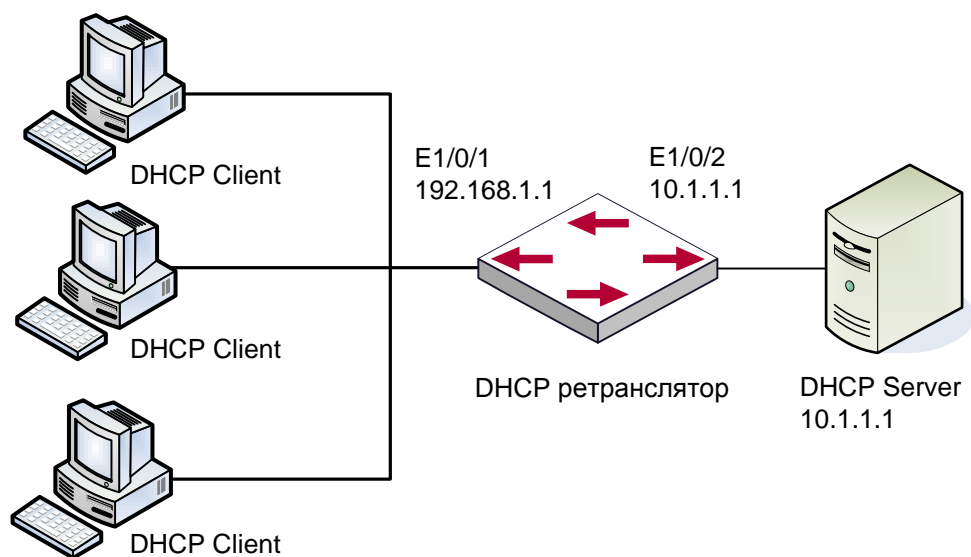 DHCP Client
E1/0/1
192.168.1.1
E1/0/2
10.1.1.1
DHCP Client
DHCP ретранслятор
DHCP Server
10.1.1.1
DHCP Client